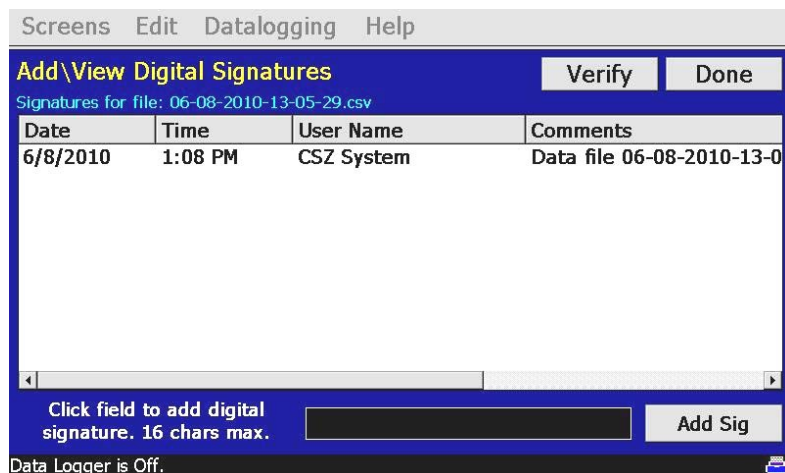 Screens Edit Datalogging Help
Add\View Digital Signatures Verify Done
Signatures for file: 06-08-2010-13-05-29.csv
Date Time User Name Comments
6/8/2010 1:08 PM CSZ System Data file 06-08-2010-13-0
Click field to add digital
signature. 16 chars max.
Add Sig
Data Logger is Off.